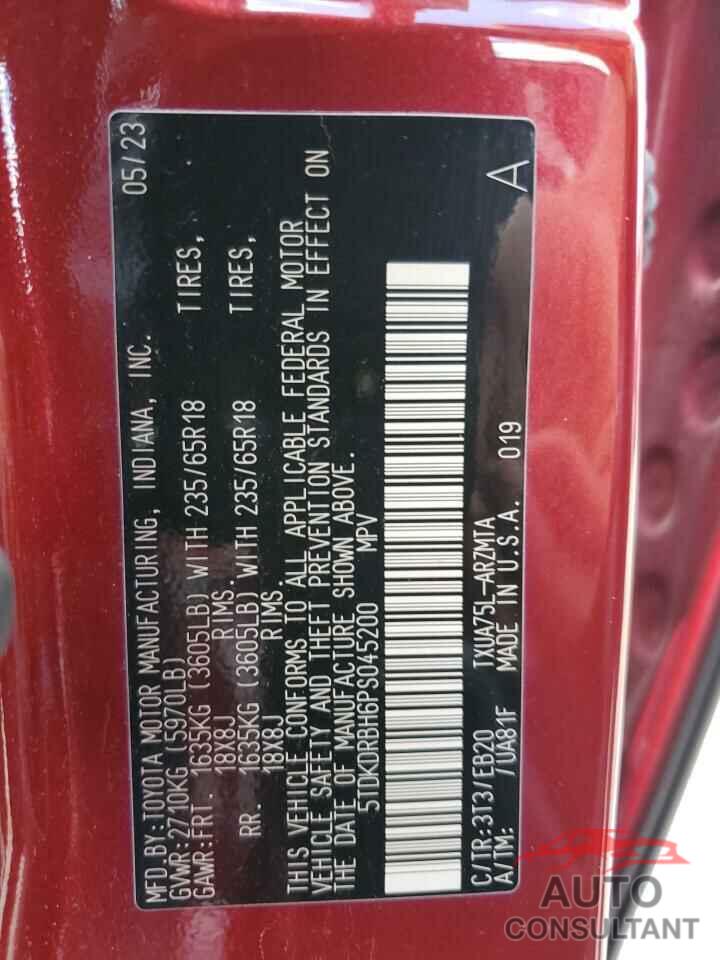 MFD.BY:TOYOTA MOTOR MANUFACTURING, INDIANA, INC. 05/23
GVWR:2710KG (5970LB)
GAWR:FRT. 1635KG (3605LB) WITH 235/65R18 TIRES,
18X8J RIMS.
RR. 1635KG (3605LB) WITH 235/65R18 TIRES,
18X8J RIMS.
THIS VEHICLE CONFORMS TO ALL APPLICABLE FEDERAL MOTOR
VEHICLE SAFETY AND THEFT PREVENTION STANDARDS IN EFFECT ON
THE DATE OF MANUFACTURE SHOWN ABOVE.
5TDKDRBH6PS045200 MPV
C/TR:3T3/EB20 TXUA75L-ARZMTA 019 A
A/TM: /UA81F MADE IN U.S.A.
AUTO
CONSULTANT